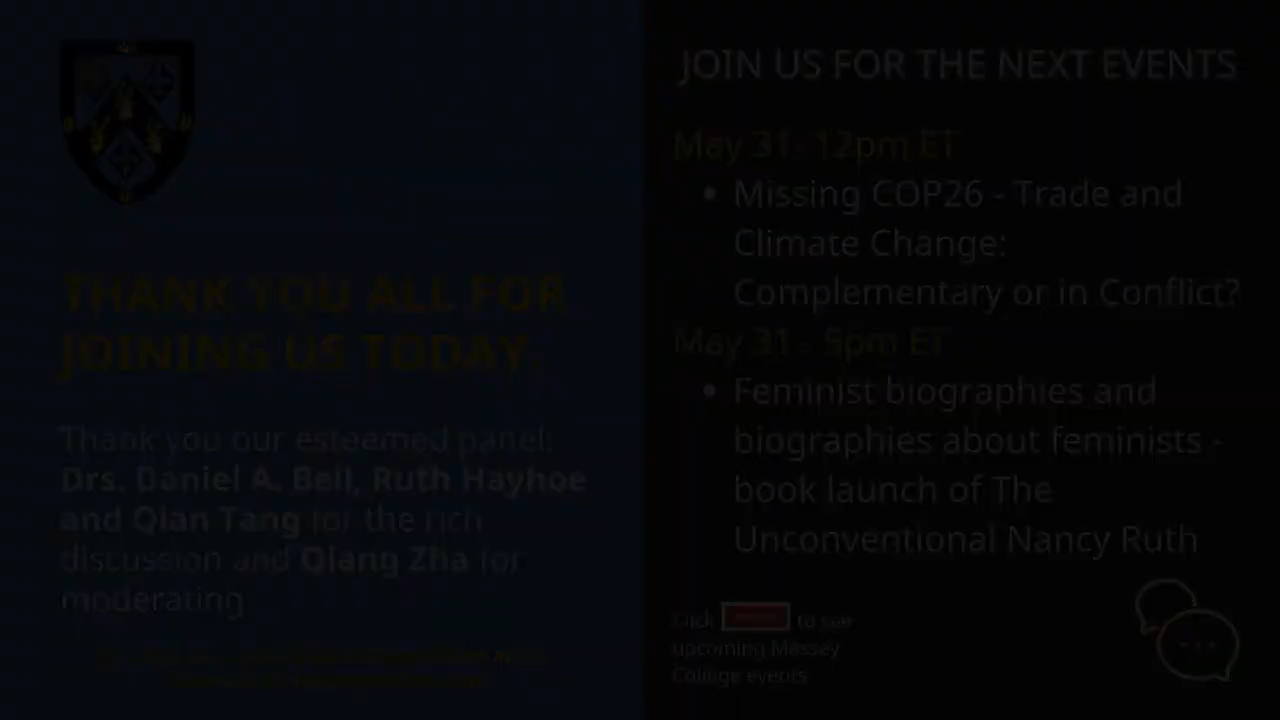 THANK YOU ALL FOR
JOINING US TODAY:
Thank you our esteemed panel:
Drs. Daniel A. Bell, Ruth Hayhoe
and Qian Tang for the rich
discussion and Qiang Zha for
moderating
JOIN US FOR THE NEXT EVENTS
May 31- 12pm ET
• Missing COP26 - Trade and
Climate Change:
Complementary or in Conflict?
May 31 - 5pm ET
• Feminist biographies and
biographies about feminists -
book launch of The
Unconventional Nancy Ruth
Click to see
upcoming Massey
College events